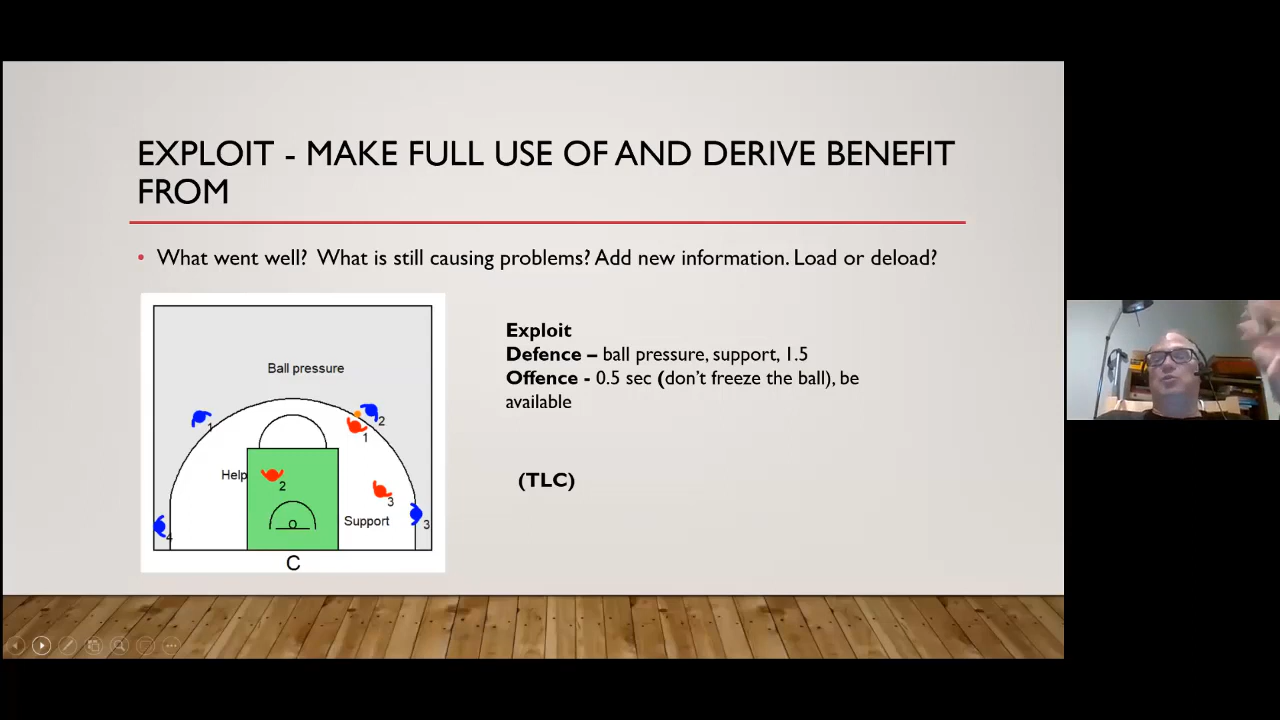 EXPLOIT - MAKE FULL USE OF AND DERIVE BENEFIT
FROM
• What went well? What is still causing problems? Add new information. Load or deload?
Exploit
Defence – ball pressure, support, 1.5
Offence - 0.5 sec (don't freeze the ball), be
available
(TLC)
Ball pressure
1
2
1
Help
2
3
Support
3
4
C